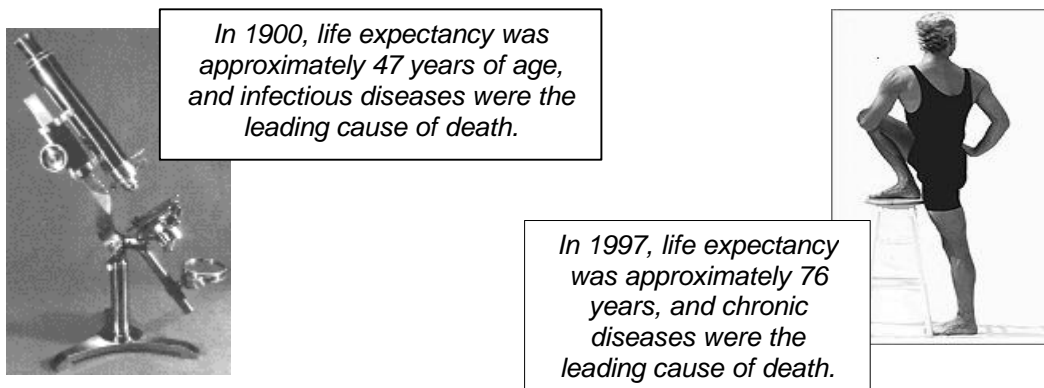 In 1900, life expectancy was
approximately 47 years of age,
and infectious diseases were the
leading cause of death.
In 1997, life expectancy
was approximately 76
years, and chronic
diseases were the
leading cause of death.